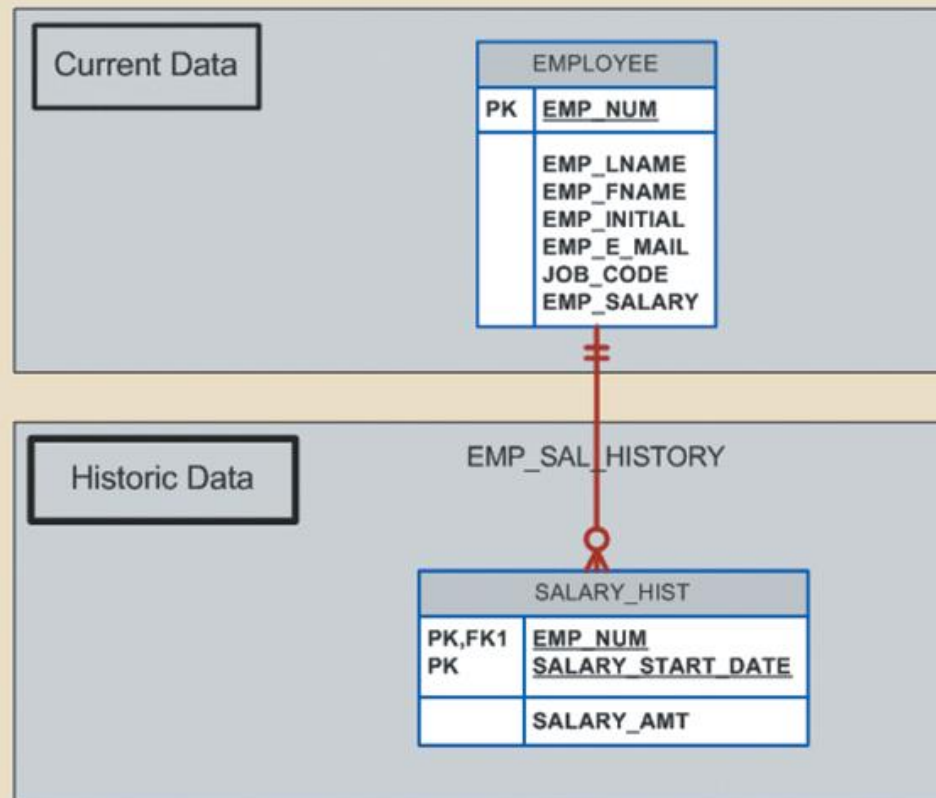 Current Data
EMPLOYEE
PK EMP_NUM
EMP_LNAME
EMP_FNAME
EMP_INITIAL
EMP_E_MAIL
JOB_CODE
EMP_SALARY
Historic Data
EMP_SAL_HISTORY
SALARY_HIST
PK,FK1 EMP_NUM
PK SALARY_START_DATE
SALARY_AMT